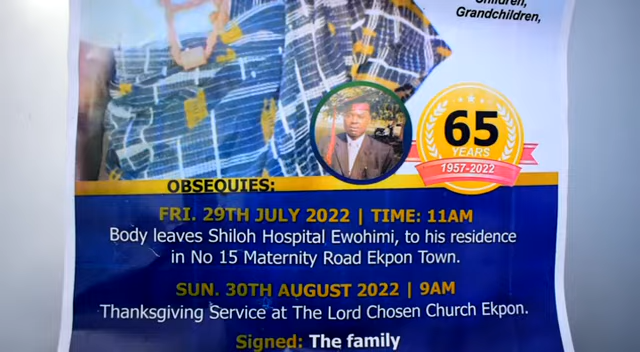 Children,
Grandchildren,
65
YEARS
1957-2022
OBSEQUIES:
FRI. 29TH JULY 2022 | TIME: 11AM
Body leaves Shiloh Hospital Ewohimi, to his residence
in No 15 Maternity Road Ekpon Town.
SUN. 30TH AUGUST 2022 | 9AM
Thanksgiving Service at The Lord Chosen Church Ekpon.
Signed: The family